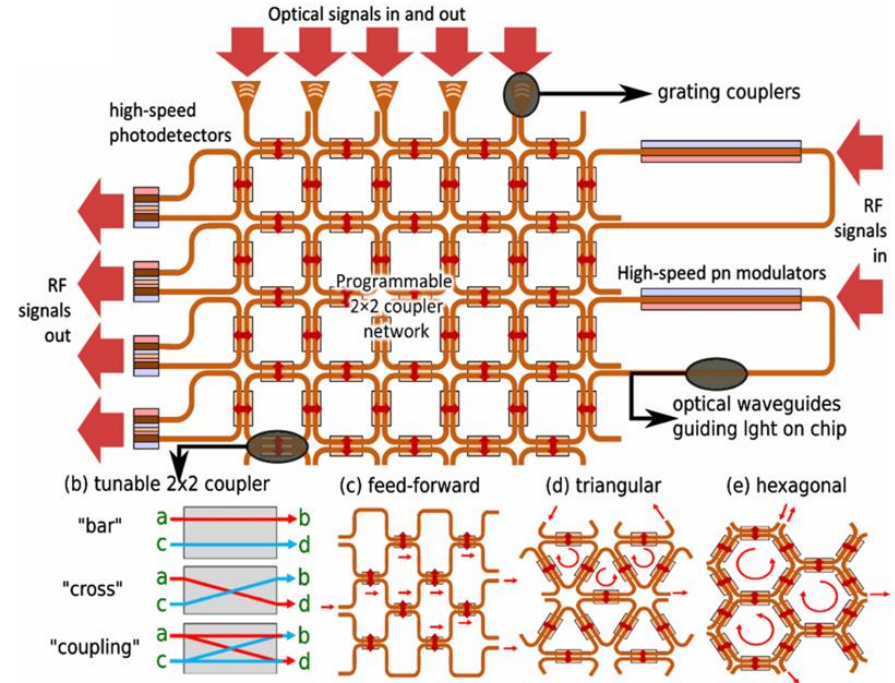 Optical signals in and out
grating couplers
high-speed
photodetectors
RF
signals
in
Programmable
2×2 coupler
network
High-speed pn modulators
RF
signals
out
optical waveguides
guiding lght on chip
(b) tunable 2x2 coupler
"bar"
a
b
c
d
"cross"
a
b
c
d
"coupling"
a
b
c
d
(c) feed-forward
(d) triangular
(e) hexagonal